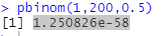 > pbinom(1,200,0.5)
[1] 1.250826e-58